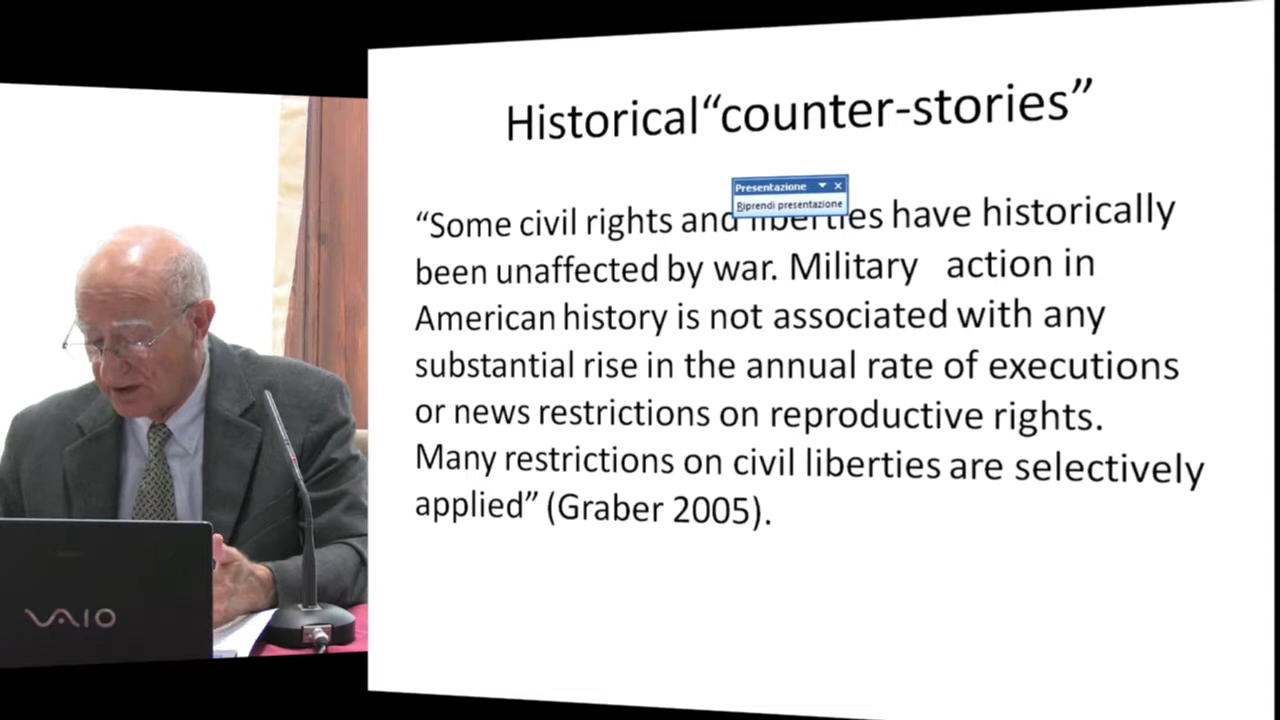 Historical“counter-stories”
Presentazione
Riprendi presentazione
“Some civil rights and liberties have historically
been unaffected by war. Military action in
American history is not associated with any
substantial rise in the annual rate of executions
or news restrictions on reproductive rights.
Many restrictions on civil liberties are selectively
applied” (Graber 2005).
VAIO